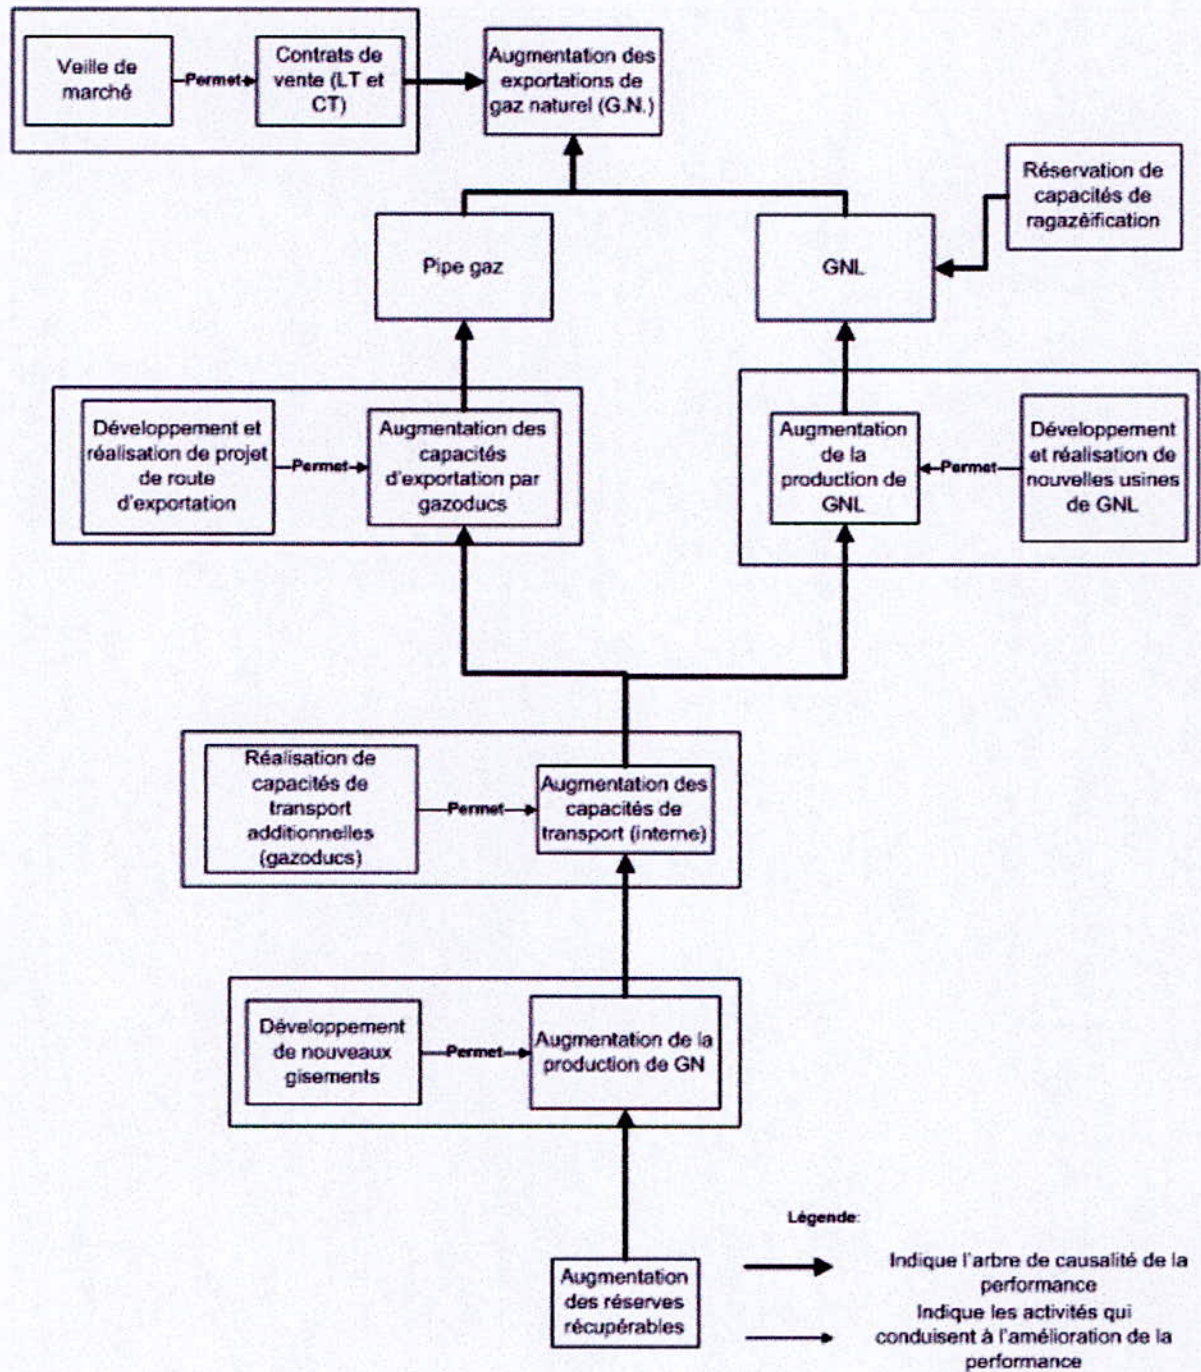 Veille de
marché
Permet
Contrats de
vente (LT et
CT)
Augmentation des
exportations de
gaz naturel (G.N.)
Réservation de
capacités de
ragazéification
Pipe gaz
GNL
Développement et
réalisation de projet
de route
d'exportation
Permet
Augmentation des
capacités
d'exportation par
gazoducs
Augmentation
de la
production de
GNL
Permet
Développement
et réalisation de
nouvelles usines
de GNL
Réalisation de
capacités de
transport
additionnelles
(gazoducs)
Permet
Augmentation des
capacités de
transport (interne)
Développement
de nouveaux
gisements
Permet
Augmentation de la
production de GN
Augmentation
des réserves
récupérables
Légende:
Indique l'arbre de causalité de la
performance
Indique les activités qui
conduisent à l'amélioration de la
performance